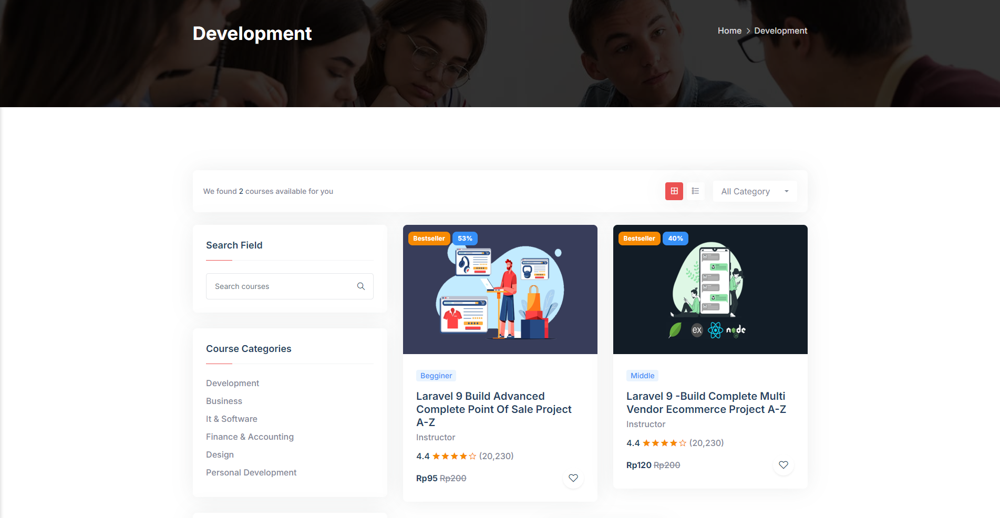 Development
Home > Development
We found 2 courses available for you
All Category
Search Field
Search courses
Course Categories
Development
Business
It & Software
Finance & Accounting
Design
Personal Development
Bestseller 53%
Begginer
Laravel 9 Build Advanced
Complete Point Of Sale Project
A-Z
Instructor
4.4 (20,230)
Rp95 Rp200
Bestseller 40%
ex
node
Middle
Laravel 9 -Build Complete Multi
Vendor Ecommerce Project A-Z
Instructor
4.4 (20,230)
Rp120 Rp200